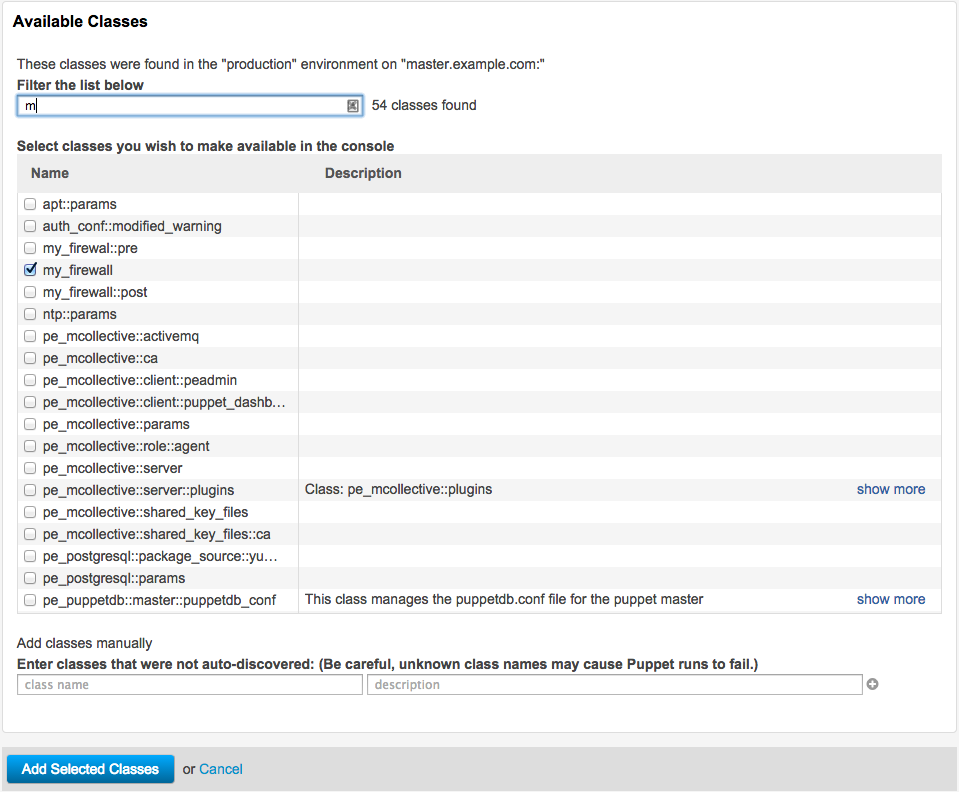 Available Classes
These classes were found in the "production" environment on "master.example.com:"
Filter the list below
m 54 classes found
Select classes you wish to make available in the console
Name Description
apt::params
auth_conf::modified_warning
my_firewal::pre
my_firewall
my_firewall::post
ntp::params
pe_mcollective::activemq
pe_mcollective::ca
pe_mcollective::client::peadmin
pe_mcollective::client::puppet_dashb…
pe_mcollective::params
pe_mcollective::role::agent
pe_mcollective::server
pe_mcollective::server::plugins Class: pe_mcollective::plugins show more
pe_mcollective::shared_key_files
pe_mcollective::shared_key_files::ca
pe_postgresql::package_source::yu…
pe_postgresql::params
pe_puppetdb::master::puppetdb_conf This class manages the puppetdb.conf file for the puppet master show more
Add classes manually
Enter classes that were not auto-discovered: (Be careful, unknown class names may cause Puppet runs to fail.)
class name description
Add Selected Classes or Cancel